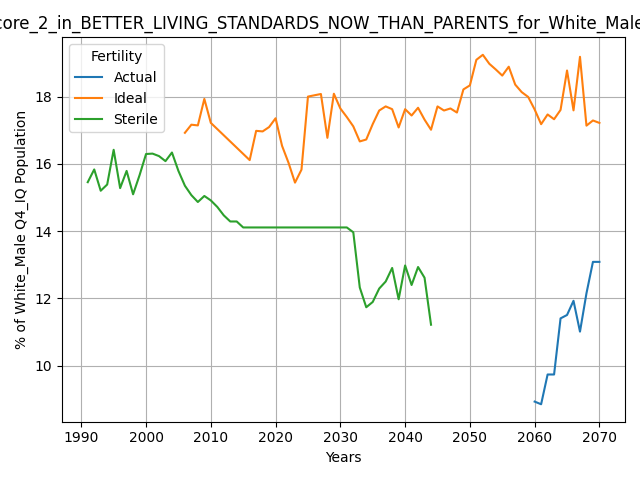 core_2_in_BETTER_LIVING_STANDARDS_NOW_THAN_PARENTS_for_White_Male
Fertility
Actual
Ideal
Sterile
% of White_Male Q4_IQ Population
18
16
14
12
10
1990
2000
2010
2020
2030
2040
2050
2060
2070
Years